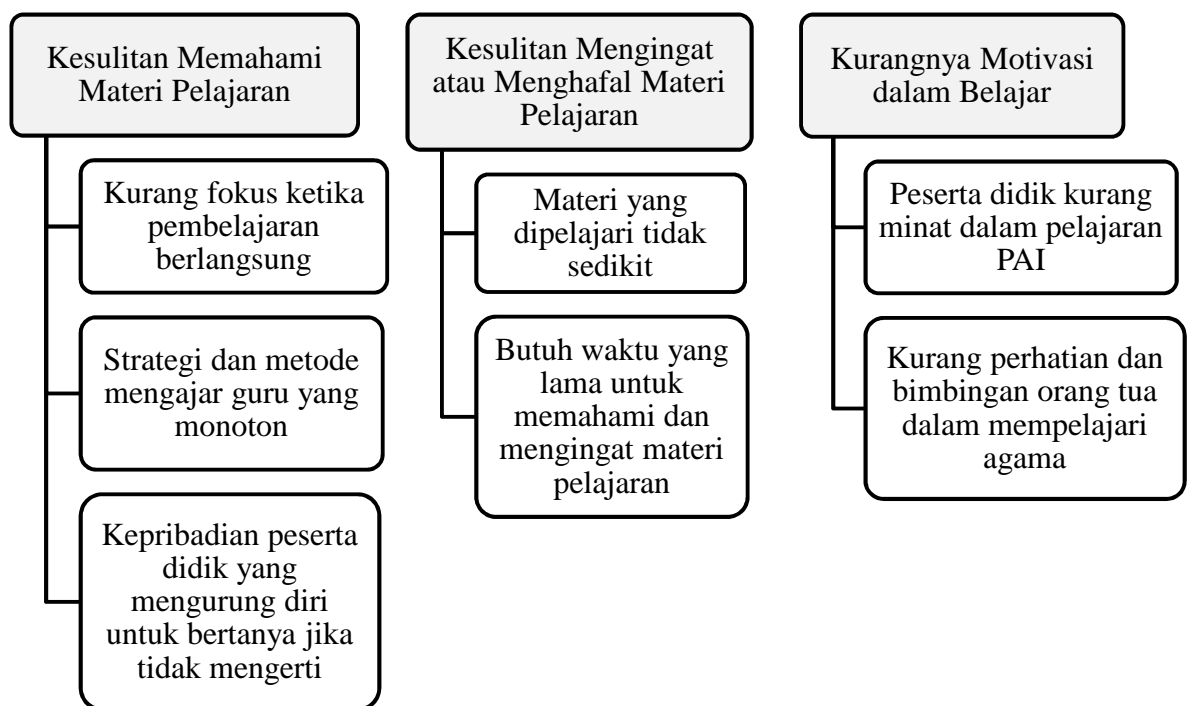 Kesulitan Memahami
Materi Pelajaran
Kurang fokus ketika
pembelajaran
berlangsung
Strategi dan metode
mengajar guru yang
monoton
Kepribadian peserta
didik yang
mengurung diri
untuk bertanya jika
tidak mengerti
Kesulitan Mengingat
atau Menghafal Materi
Pelajaran
Materi yang
dipelajari tidak
sedikit
Butuh waktu yang
lama untuk
memahami dan
mengingat materi
pelajaran
Kurangnya Motivasi
dalam Belajar
Peserta didik kurang
minat dalam pelajaran
PAI
Kurang perhatian dan
bimbingan orang tua
dalam mempelajari
agama